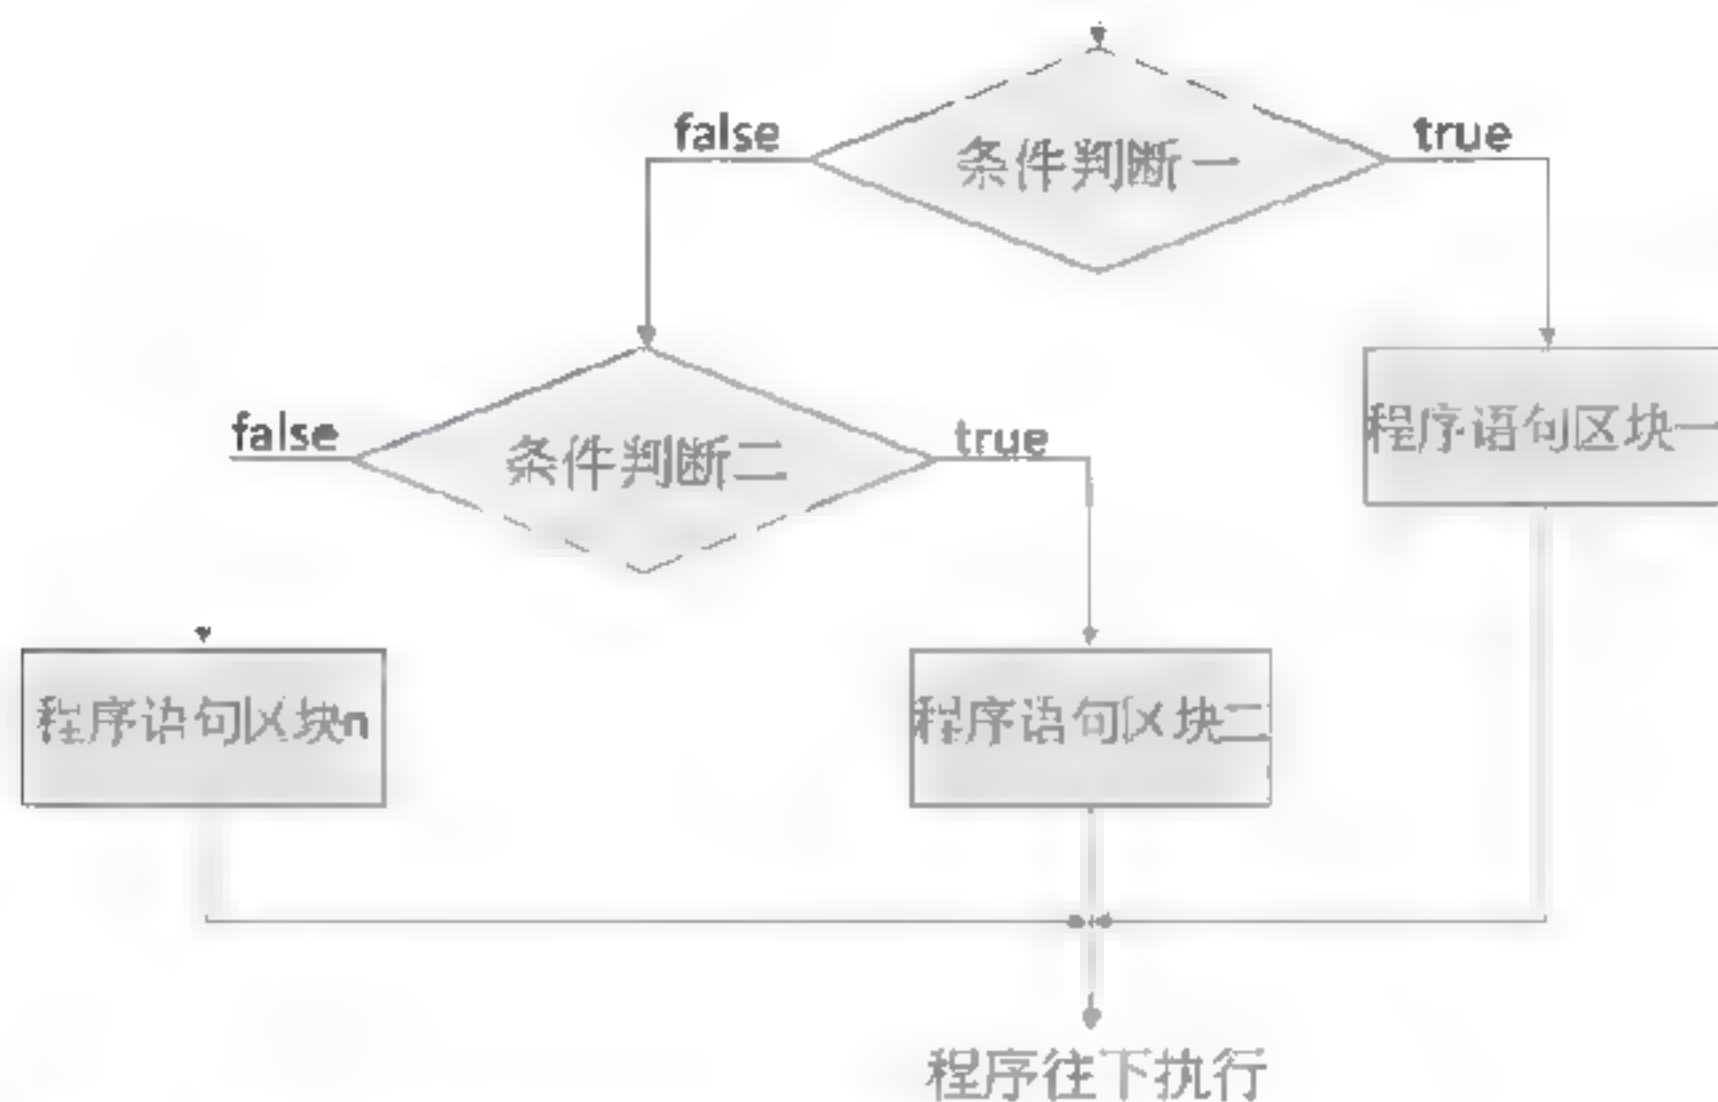 false
true
条件判断一
false
true
条件判断二
程序语句区块一
程序语句区块n
程序语句区块二
程序往下执行